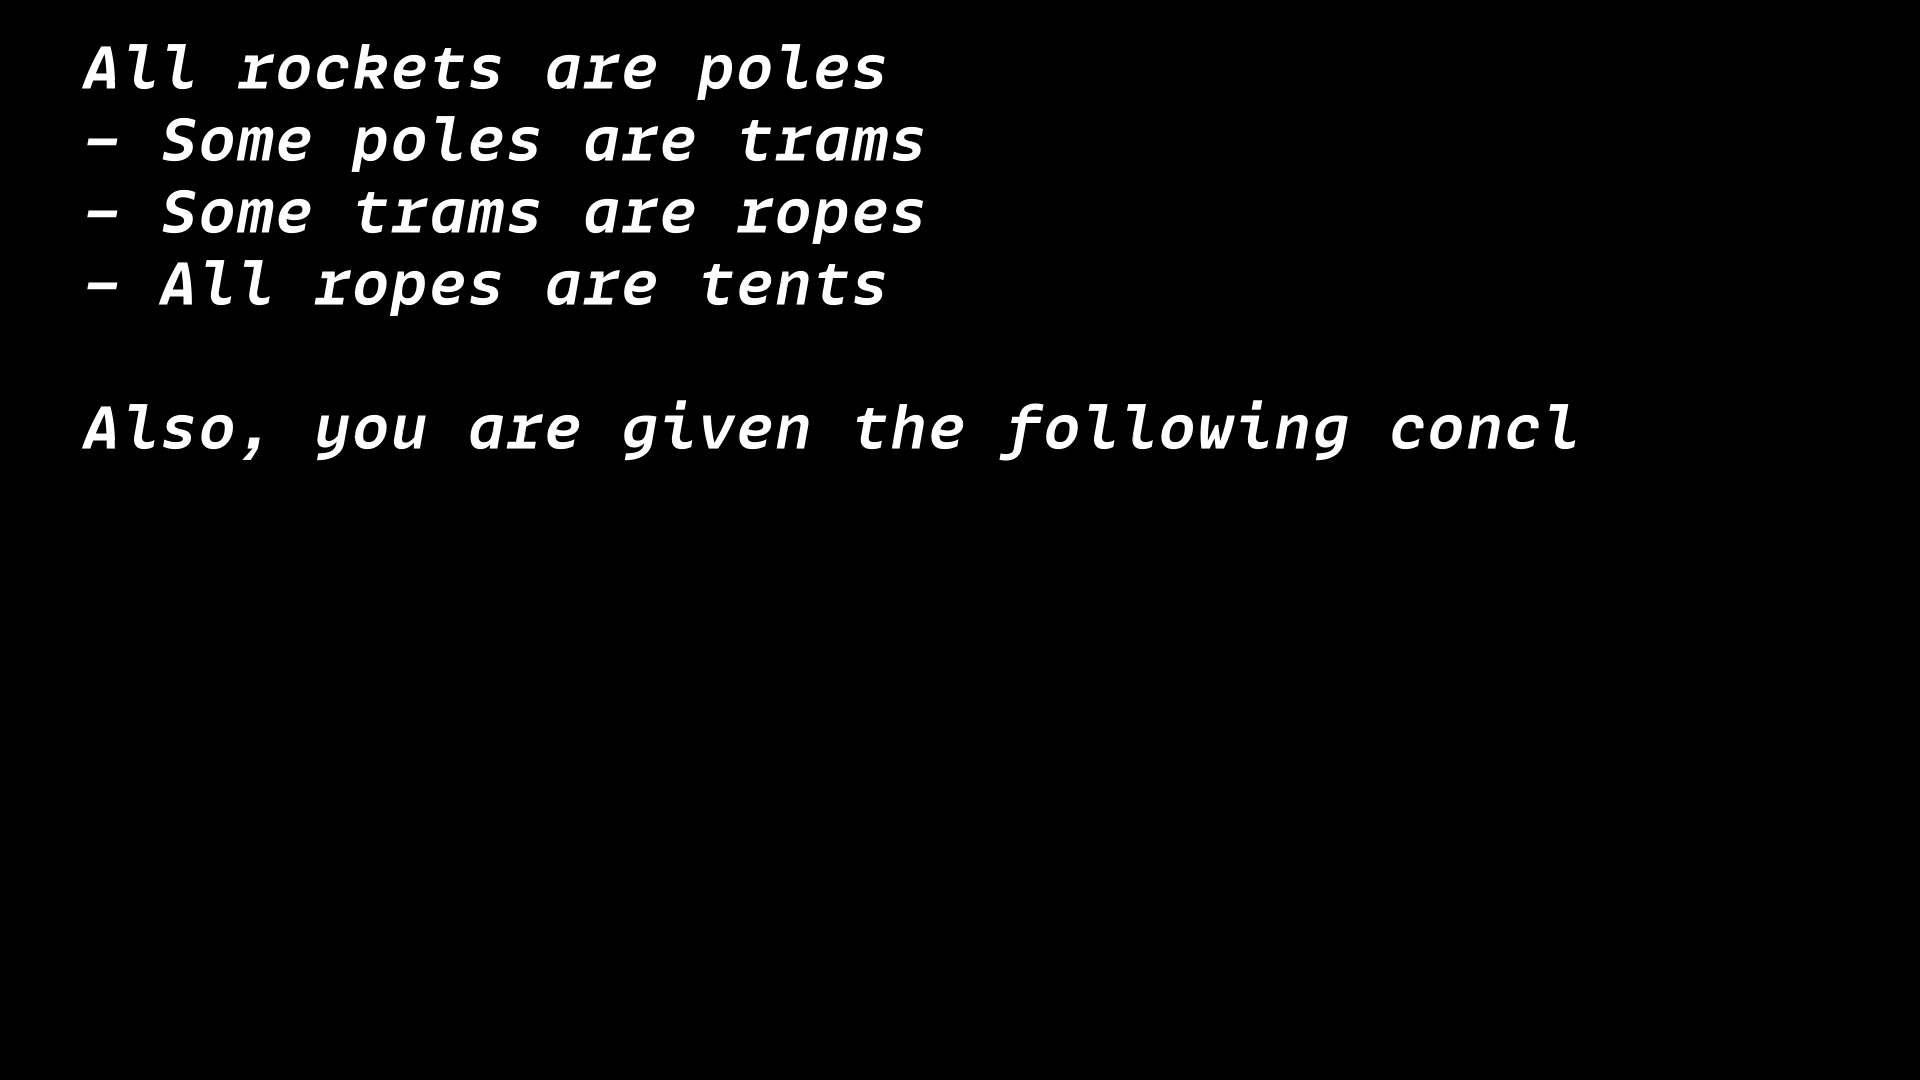 All rockets are poles
- Some poles are trams
- Some trams are ropes
- All ropes are tents

Also, you are given the following concl